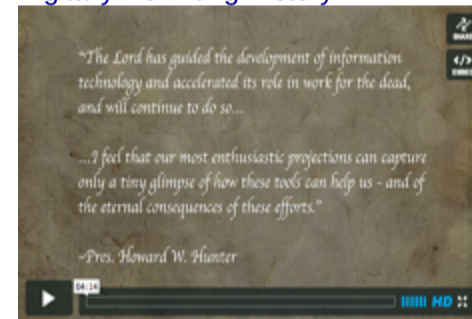 SHARE
"The Lord has guided the development of information
</>
technology and accelerated its role in work for the dead,
EMBED
and will continue to do so...
...I feel that our most enthusiastic projections can capture
only a tiny glimpse of how these tools can help us - and of
the eternal consequences of these efforts."
~Pres. Howard W. Hunter
04:14
HD